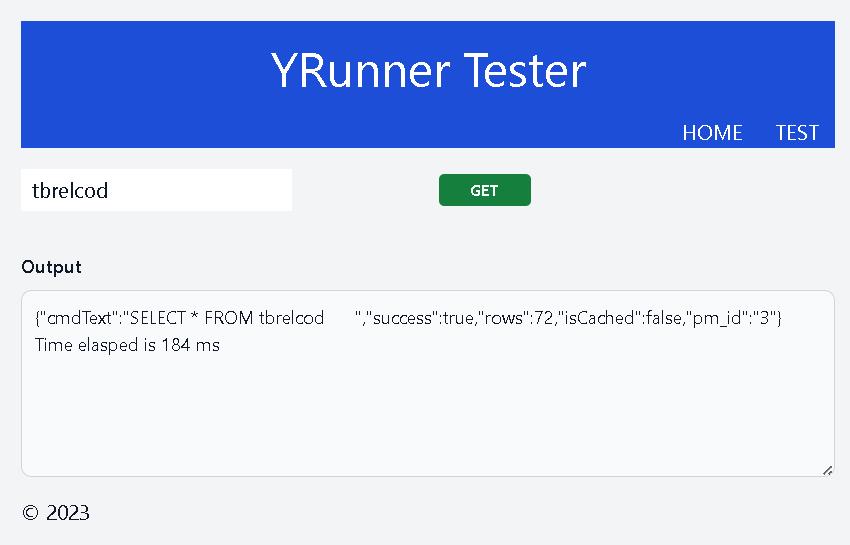 YRunner Tester
HOME TEST
tbrelcod GET
Output
{"cmdText":"SELECT * FROM tbrelcod      ","success":true,"rows":72,"isCached":false,"pm_id":"3"}
Time elasped is 184 ms
© 2023